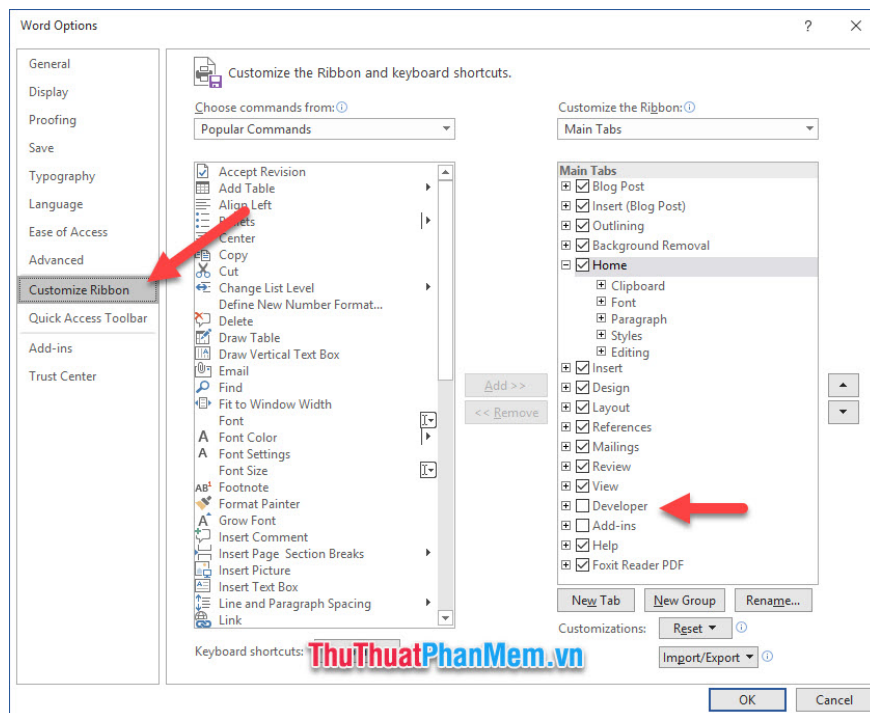 Word Options
? ×
General
Display
Proofing
Save
Typography
Language
Ease of Access
Advanced
Customize Ribbon
Quick Access Toolbar
Add-ins
Trust Center
Customize the Ribbon and keyboard shortcuts.
Choose commands from:
Popular Commands
Accept Revision
Add Table
Align Left
Center
Copy
Cut
Change List Level
Define New Number Format...
Delete
Draw Table
Draw Vertical Text Box
Email
Find
Fit to Window Width
Font
Font Color
Font Settings
Font Size
Footnote
Format Painter
Grow Font
Insert Comment
Insert Page Section Breaks
Insert Picture
Insert Text Box
Line and Paragraph Spacing
Link
Keyboard shortcuts:
Add >>
<< Remove
Customize the Ribbon:
Main Tabs
Main Tabs
Blog Post
Insert (Blog Post)
Outlining
Background Removal
Home
Clipboard
Font
Paragraph
Styles
Editing
Insert
Design
Layout
References
Mailings
Review
View
Developer
Add-ins
Help
Foxit Reader PDF
New Tab New Group Rename...
Customizations: Reset
Import/Export
ThuThuatPhanMem.vn
OK Cancel